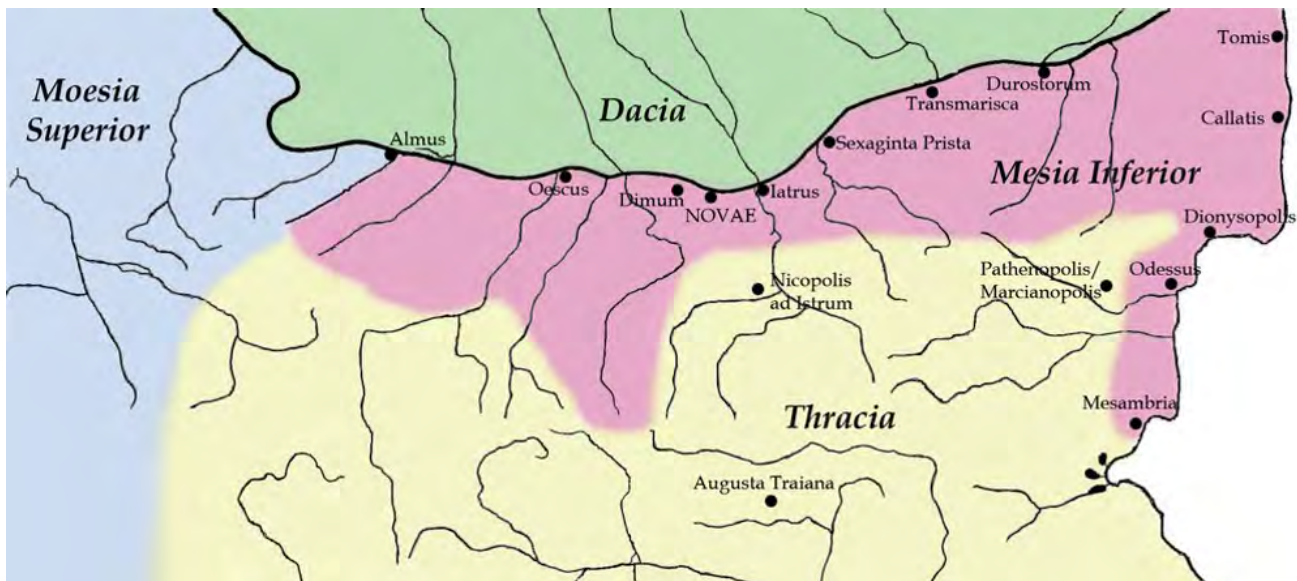 Tomis
Moesia
Superior
Durostorum
Transmarisca
Dacia
Callatis
Almus
Sexaginta Prista
Mesia Inferior
Oescus
Dimum
Iatrus
NOVAE
Dionysopolis
Nicopolis
ad Istrum
Pathenopolis/
Marcianopolis
Odessus
Mesambria
Thracia
Augusta Traiana